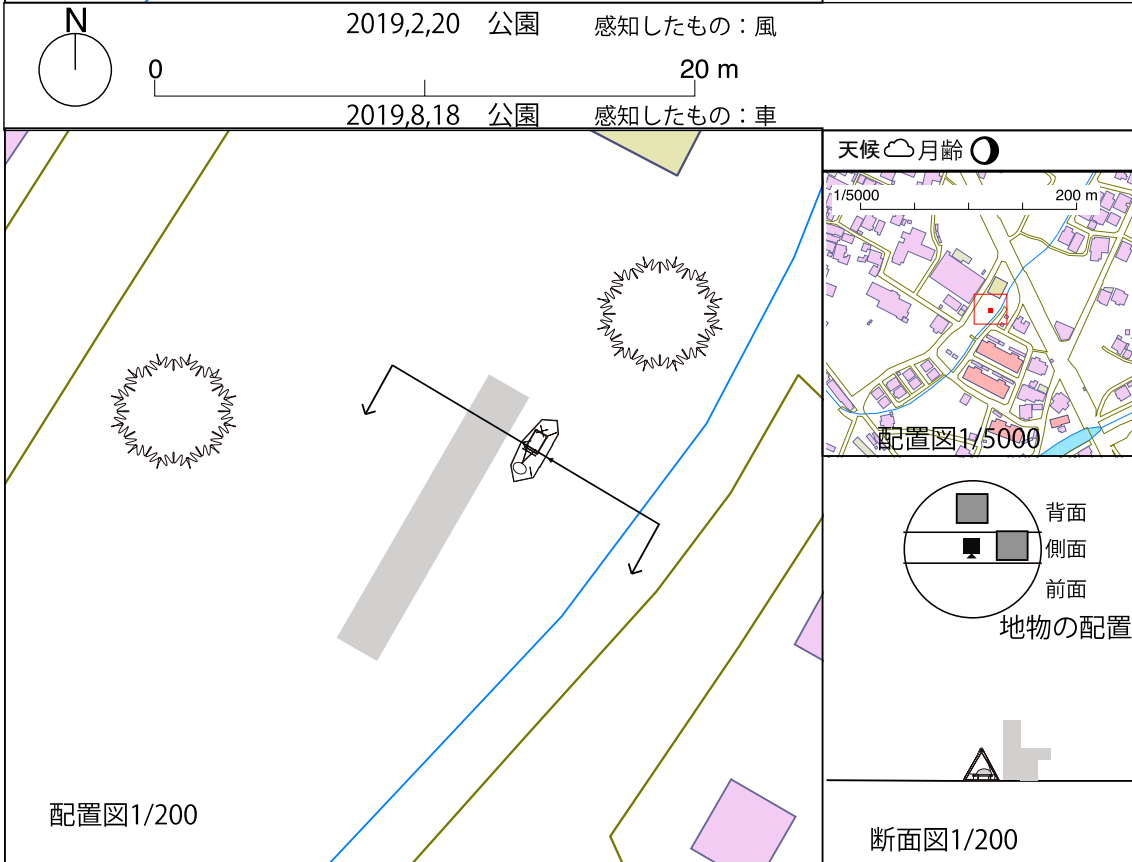 N
2019,2,20 公園 感知したもの：風
0 20 m
2019,8,18 公園 感知したもの：車
天候 月齢
1/5000 200 m
配置図1/5000
背面
側面
前面
地物の配置
配置図1/200
断面図1/200